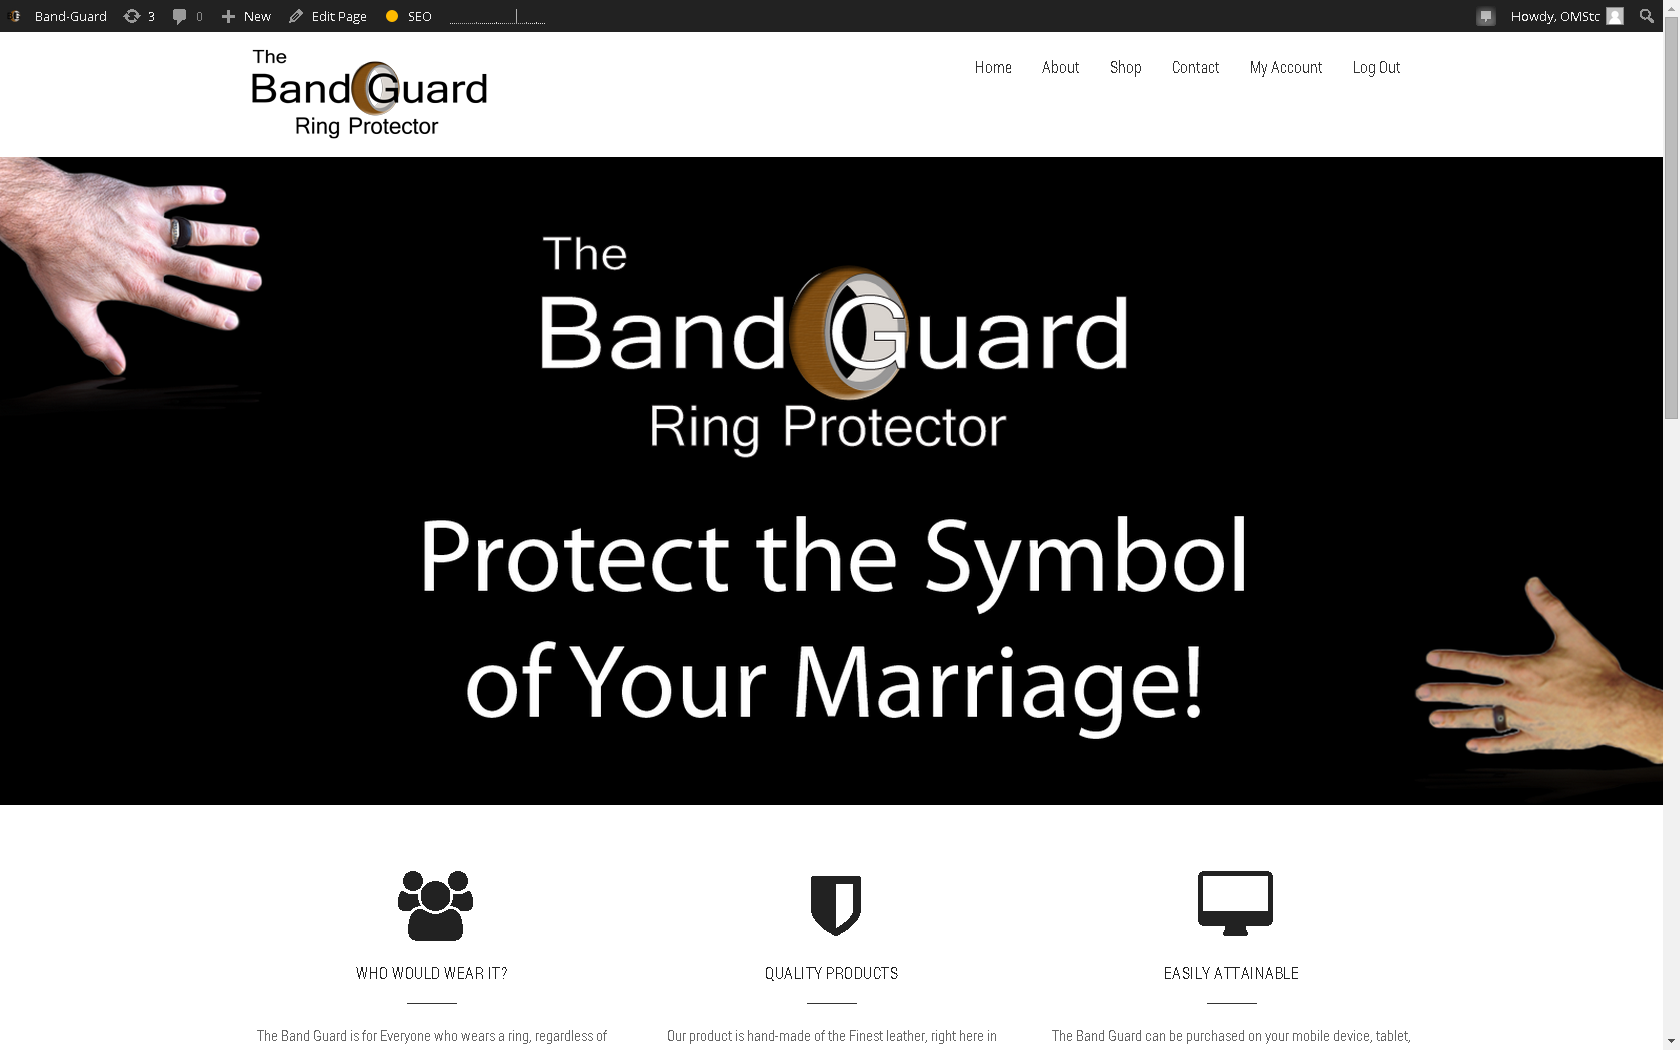 Band-Guard 3 0 New Edit Page SEO Howdy, OMStc
The
Band Guard
Ring Protector
Home About Shop Contact My Account Log Out
The
Band Guard
Ring Protector
Protect the Symbol
of Your Marriage!
WHO WOULD WEAR IT?
QUALITY PRODUCTS
EASILY ATTAINABLE
The Band Guard is for Everyone who wears a ring, regardless of
Our product is hand-made of the Finest leather, right here in
The Band Guard can be purchased on your mobile device, tablet,